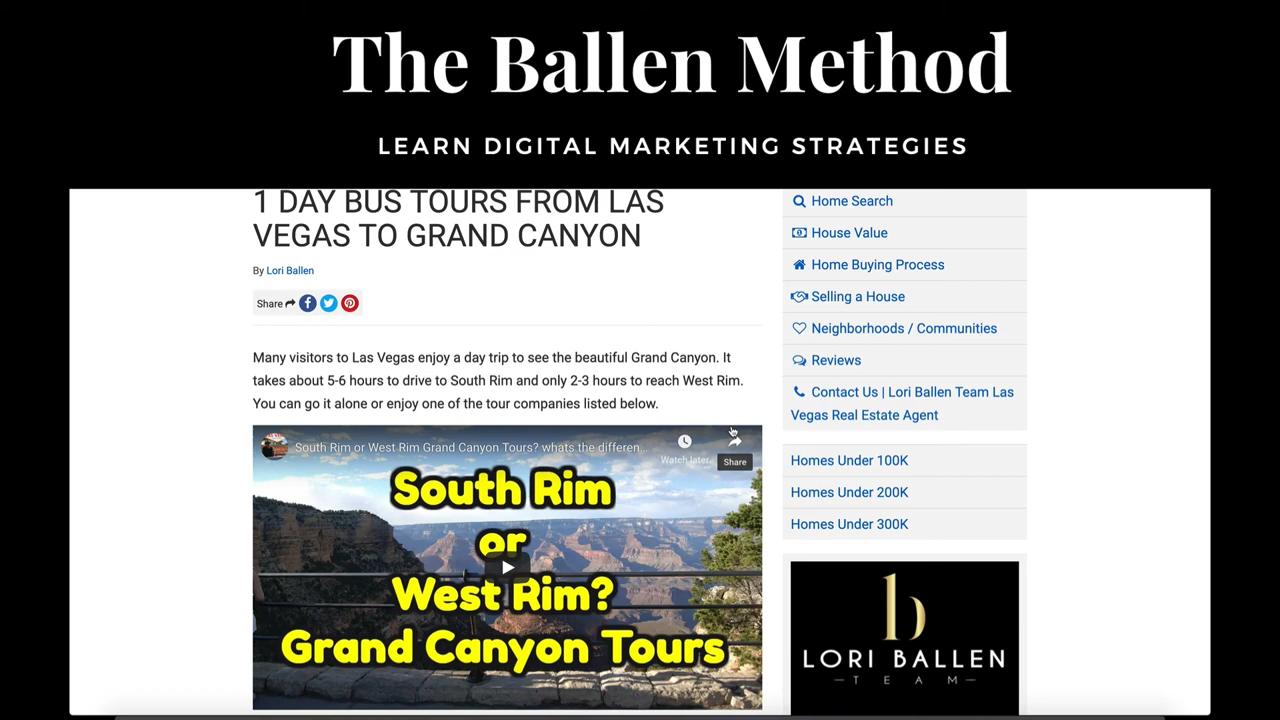 The Ballen Method
LEARN DIGITAL MARKETING STRATEGIES
1 DAY BUS TOURS FROM LAS
VEGAS TO GRAND CANYON
By Lori Ballen
Share
Many visitors to Las Vegas enjoy a day trip to see the beautiful Grand Canyon. It
takes about 5-6 hours to drive to South Rim and only 2-3 hours to reach West Rim.
You can go it alone or enjoy one of the tour companies listed below.
South Rim or West Rim Grand Canyon Tours? whats the differen...
Watch later
Share
South Rim
or
West Rim?
Grand Canyon Tours
Home Search
House Value
Home Buying Process
Selling a House
Neighborhoods / Communities
Reviews
Contact Us | Lori Ballen Team Las
Vegas Real Estate Agent
Homes Under 100K
Homes Under 200K
Homes Under 300K
b
LORI BALLEN
TEAM